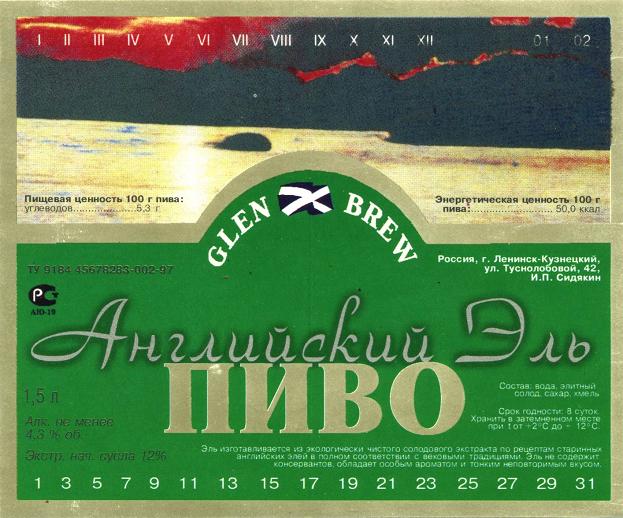 I II III IV V VI VII VIII IX X XI XII 01 02
Пищевая ценность 100 г пива:
углеводов......................5,3 г
Энергетическая ценность 100 г
пива:............................50,0 ккал
GLEN BREW
ТУ 9184 45678283-002-97
Россия, г. Ленинск-Кузнецкий,
ул. Туснолобовой, 42,
И.П. Сидякин
АЮ-19
Английский Эль
ПИВО
1,5 л
Алк. не менее
4,3 % об.
Экстр. нач. сусла 12%
Состав: вода, элитный
солод, сахар, хмель
Срок годности: 8 суток.
Хранить в затемненном месте
при t от +2°С до + 12°С.
Эль изготавливается из экологически чистого солодового экстракта по рецептам старинных
английских элей в полном соответствии с вековыми традициями. Эль не содержит
консервантов, обладает особым ароматом и тонким неповторимым вкусом.
1 3 5 7 9 11 13 15 17 19 21 23 25 27 29 31